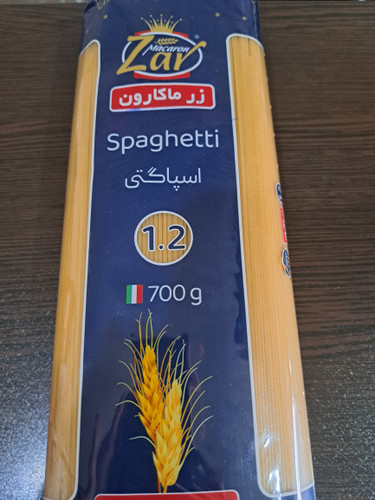 Macaron
Zar
زر ماکارون
Spaghetti
اسپاگتی
1.2
700 g